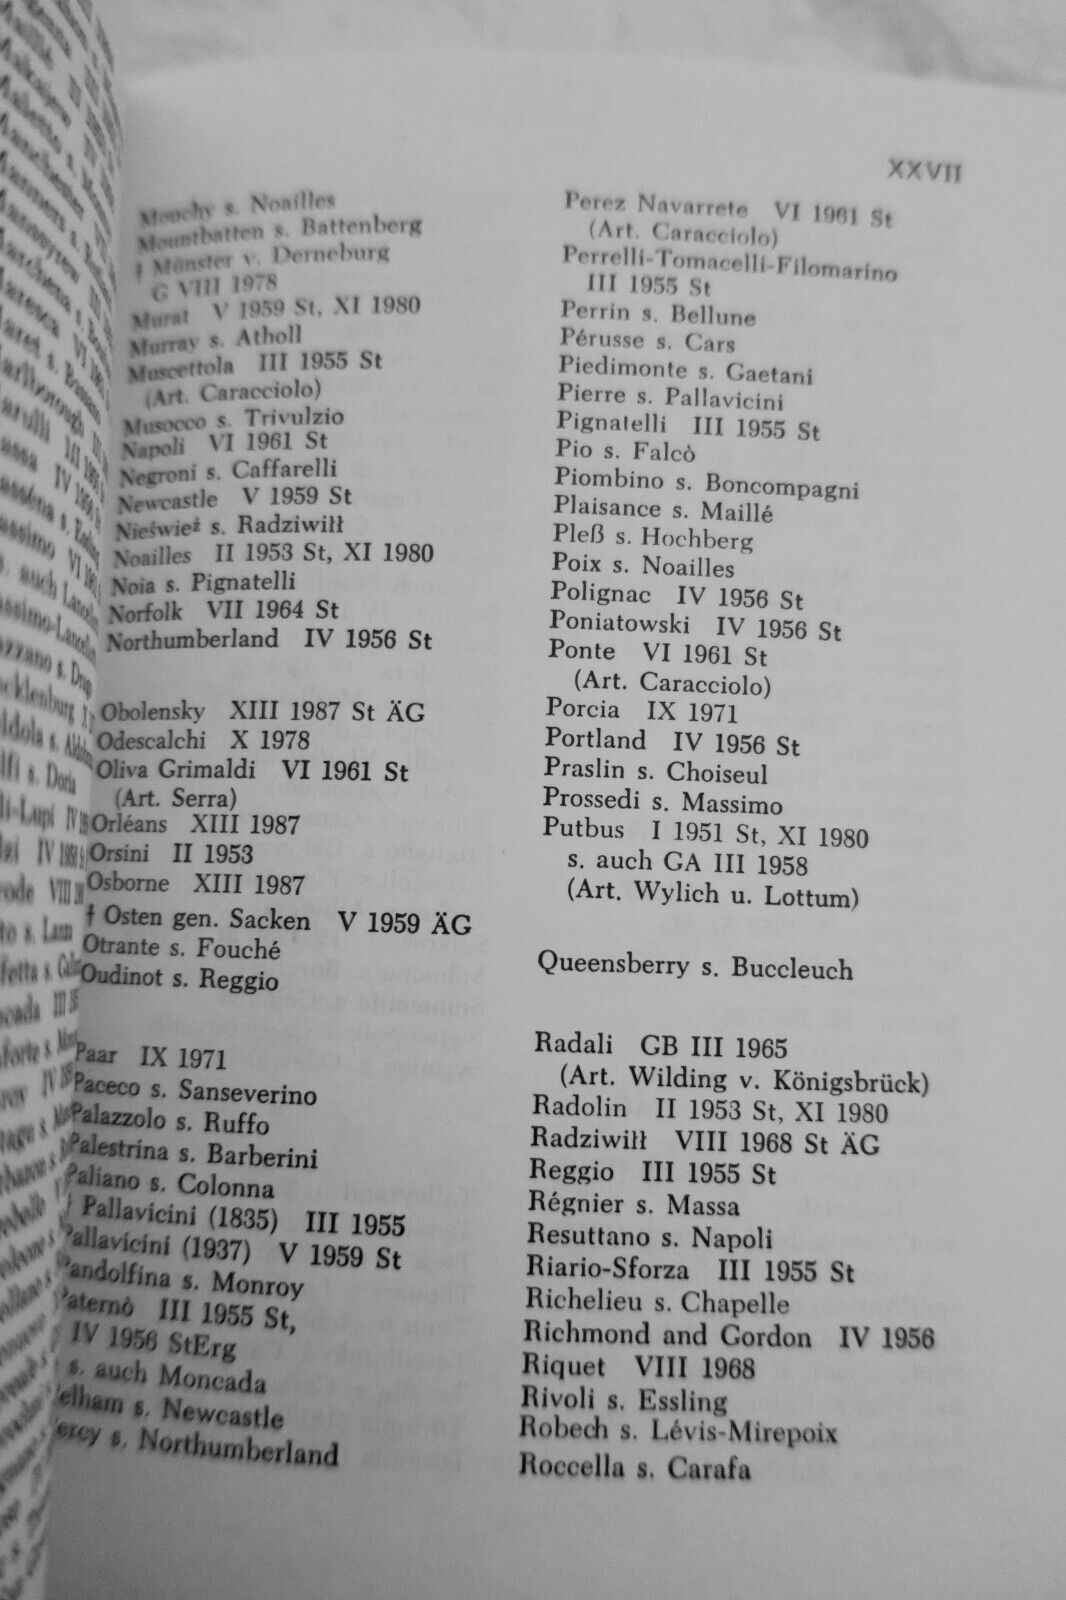 XXVII
Mouchy s. Noailles
Mountbatten s. Battenberg
† Münster v. Derneburg
G VIII 1978
Murat V 1959 St, XI 1980
Murray s. Atholl
Muscettola III 1955 St
(Art. Caracciolo)
Musocco s. Trivulzio
Napoli VI 1961 St
Negroni s. Caffarelli
Newcastle V 1959 St
Nieśwież s. Radziwiłł
Noailles II 1953 St, XI 1980
Noia s. Pignatelli
Norfolk VII 1964 St
Northumberland IV 1956 St
Obolensky XIII 1987 St ÄG
Odescalchi X 1978
Oliva Grimaldi VI 1961 St
(Art. Serra)
Orléans XIII 1987
Orsini II 1953
Osborne XIII 1987
† Osten gen. Sacken V 1959 ÄG
Otrante s. Fouché
Oudinot s. Reggio
Paar IX 1971
Paceco s. Sanseverino
Palazzolo s. Ruffo
Palestrina s. Barberini
Paliano s. Colonna
† Pallavicini (1835) III 1955
Pallavicini (1937) V 1959 St
Pandolfina s. Monroy
Paternò III 1955 St,
IV 1956 StErg
s. auch Moncada
Pelham s. Newcastle
Percy s. Northumberland
Perez Navarrete VI 1961 St
(Art. Caracciolo)
Perrelli-Tomacelli-Filomarino
III 1955 St
Perrin s. Bellune
Pérusse s. Cars
Piedimonte s. Gaetani
Pierre s. Pallavicini
Pignatelli III 1955 St
Pio s. Falcò
Piombino s. Boncompagni
Plaisance s. Maillé
Pleß s. Hochberg
Poix s. Noailles
Polignac IV 1956 St
Poniatowski IV 1956 St
Ponte VI 1961 St
(Art. Caracciolo)
Porcia IX 1971
Portland IV 1956 St
Praslin s. Choiseul
Prossedi s. Massimo
Putbus I 1951 St, XI 1980
s. auch GA III 1958
(Art. Wylich u. Lottum)
Queensberry s. Buccleuch
Radali GB III 1965
(Art. Wilding v. Königsbrück)
Radolin II 1953 St, XI 1980
Radziwiłł VIII 1968 St ÄG
Reggio III 1955 St
Régnier s. Massa
Resuttano s. Napoli
Riario-Sforza III 1955 St
Richelieu s. Chapelle
Richmond and Gordon IV 1956
Riquet VIII 1968
Rivoli s. Essling
Robech s. Lévis-Mirepoix
Roccella s. Carafa